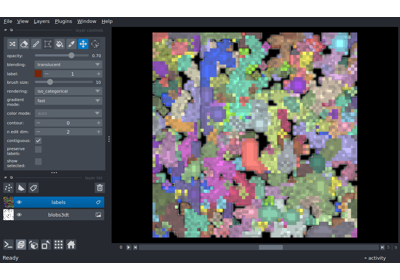 File View Layers Plugins Window Help
opacity: 0.70
blending: translucent
label: 1
brush size: 10
rendering: iso_categorical
gradient mode: fast
color mode:
contour: 0
n edit dim: 2
contiguous:
preserve labels:
show selected:
labels
blobs3dt
0
Ready
activity